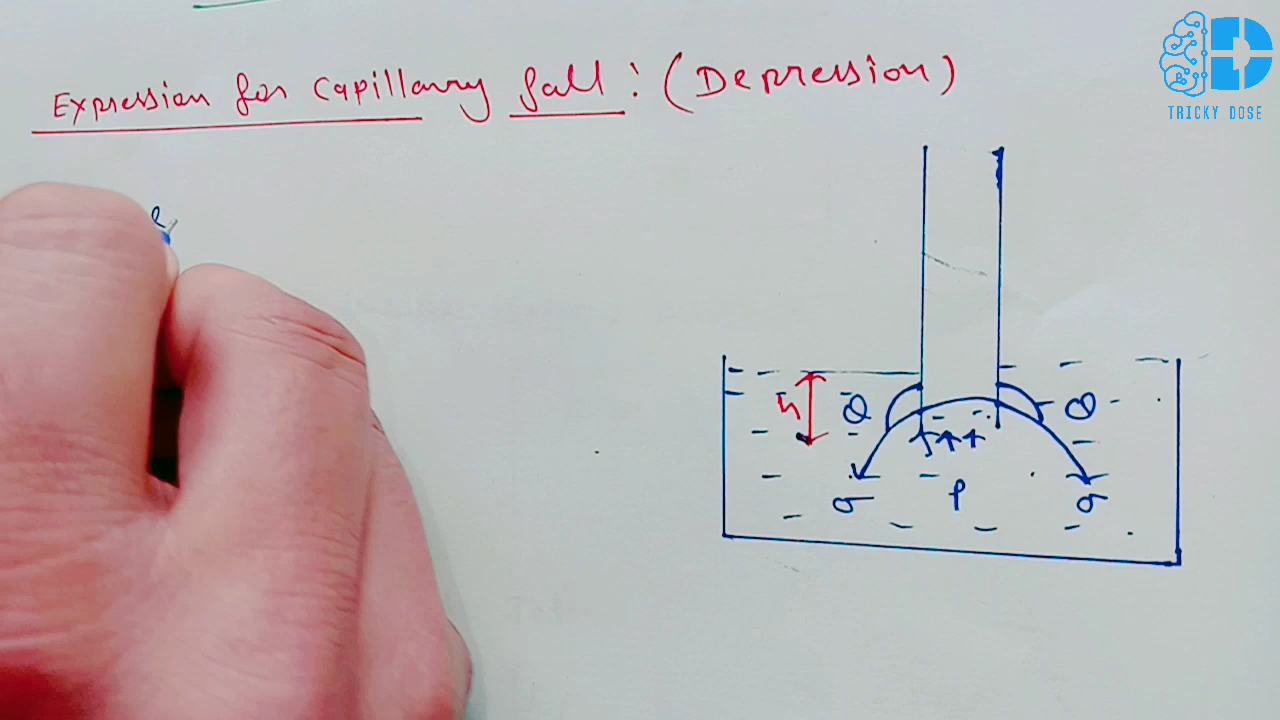 Expression for Capillary fall : (Depression)
TRICKY DOSE
h
θ
θ
σ
P
σ